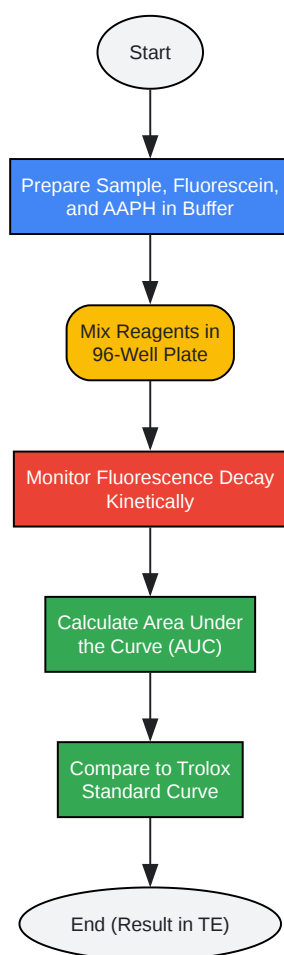 Start
Prepare Sample, Fluorescein,
and AAPH in Buffer
Mix Reagents in
96-Well Plate
Monitor Fluorescence Decay
Kinetically
Calculate Area Under
the Curve (AUC)
Compare to Trolox
Standard Curve
End (Result in TE)